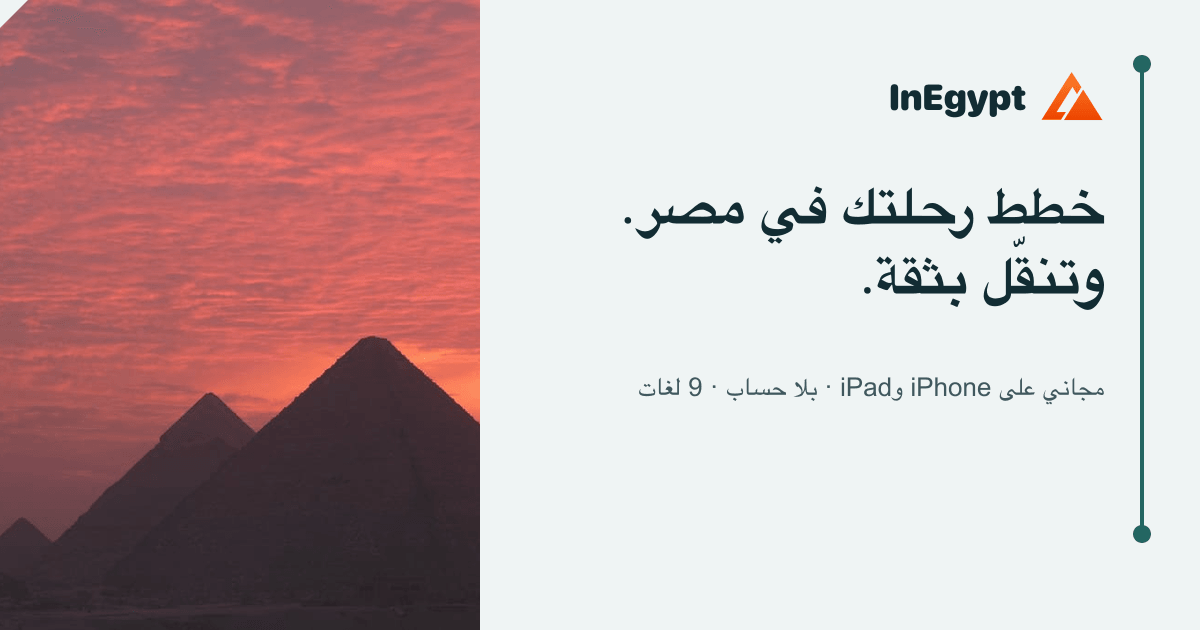 InEgypt
خطط رحلتك في مصر.
وتنقّل بثقة.
مجاني على iPhone وiPad · بلا حساب · 9 لغات